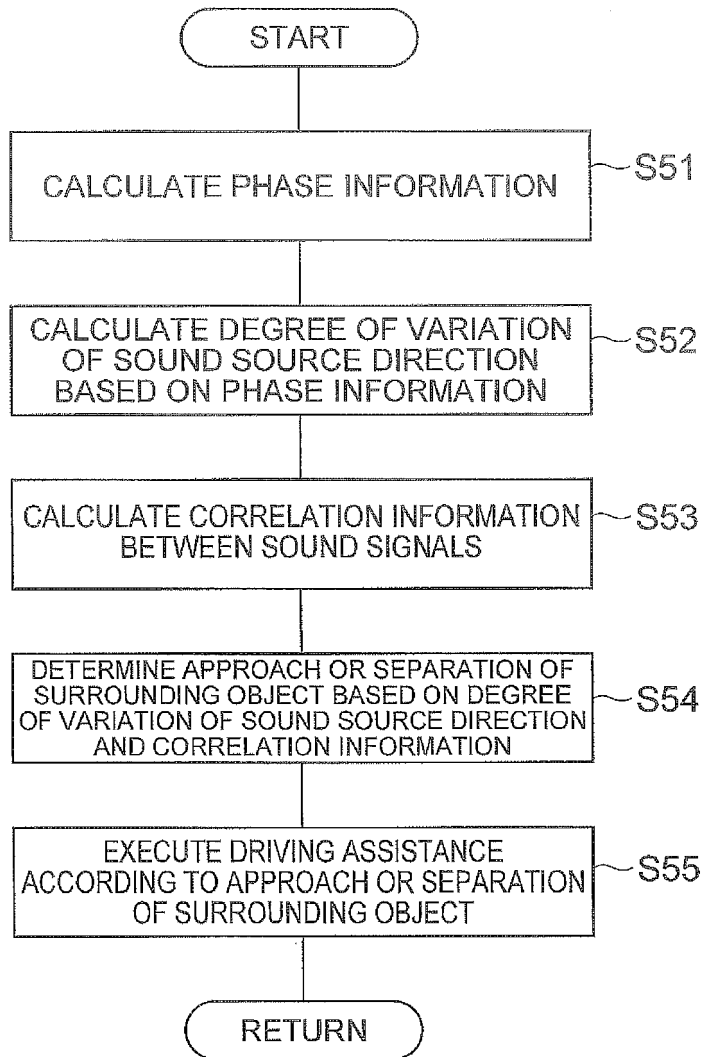 START
CALCULATE PHASE INFORMATION
S51
CALCULATE DEGREE OF VARIATION
OF SOUND SOURCE DIRECTION
BASED ON PHASE INFORMATION
S52
CALCULATE CORRELATION INFORMATION
BETWEEN SOUND SIGNALS
S53
DETERMINE APPROACH OR SEPARATION OF
SURROUNDING OBJECT BASED ON DEGREE
OF VARIATION OF SOUND SOURCE DIRECTION
AND CORRELATION INFORMATION
S54
EXECUTE DRIVING ASSISTANCE
ACCORDING TO APPROACH OR SEPARATION
OF SURROUNDING OBJECT
S55
RETURN